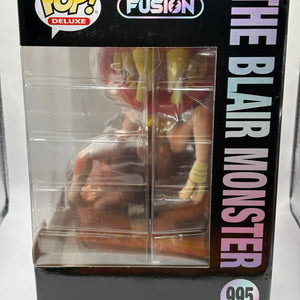 POP!
DELUXE
FUSION
THE BLAIR MONSTER
995